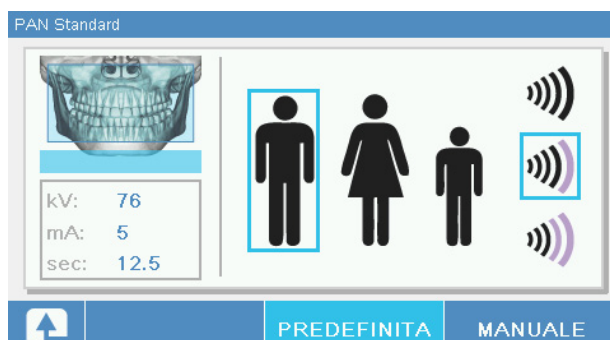 PAN Standard
kV: 76
mA: 5
sec: 12.5
PREDEFINITA MANUALE